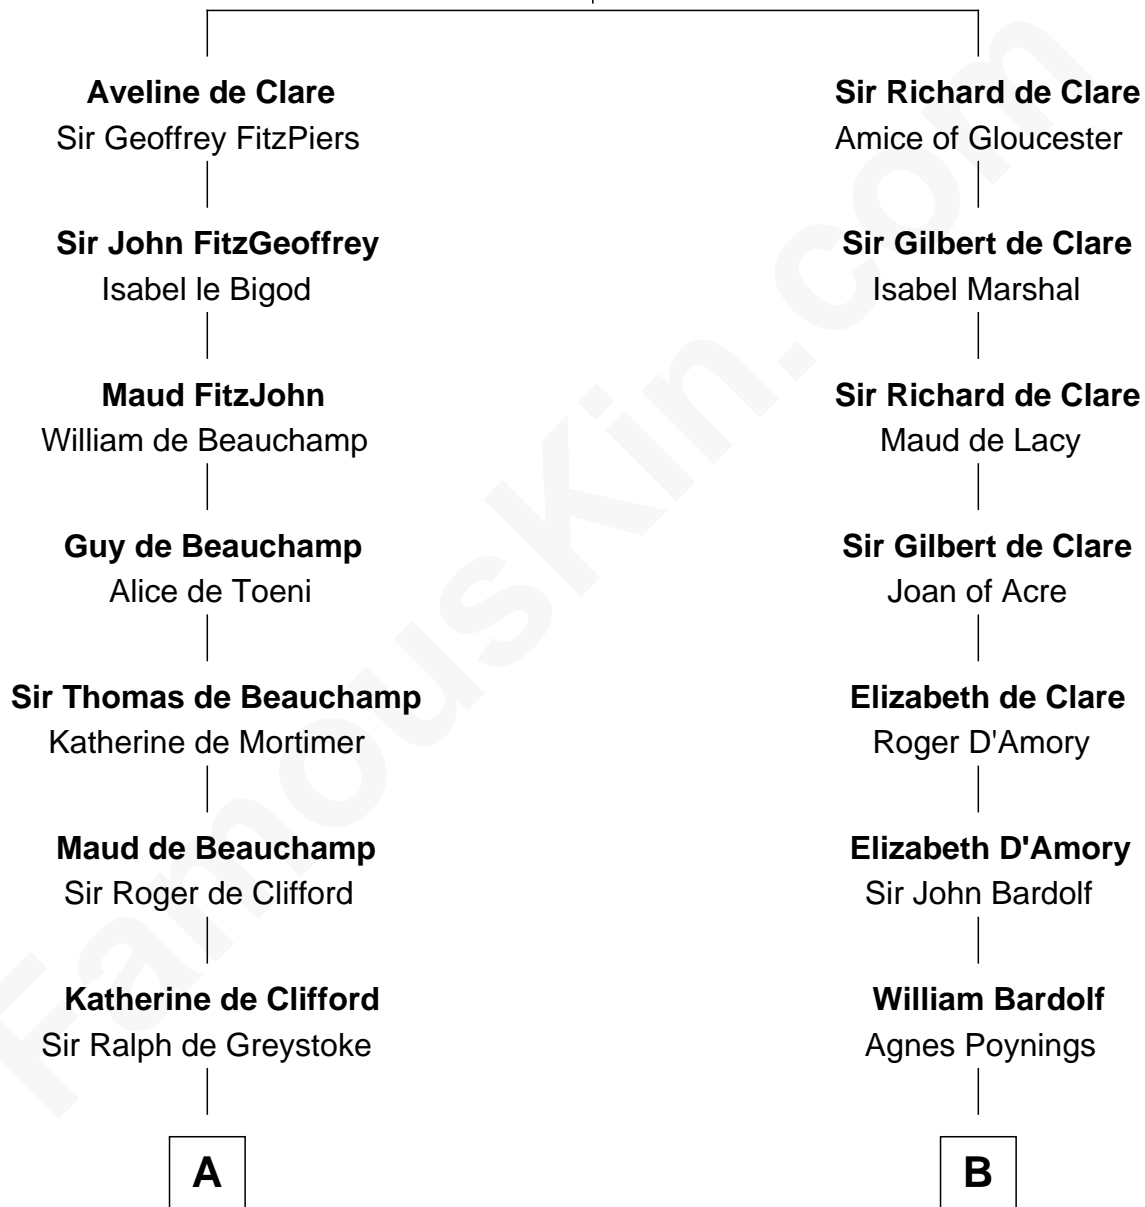 Aveline de Clare
Sir Geoffrey FitzPiers
Sir John FitzGeoffrey
Isabel le Bigod
Maud FitzJohn
William de Beauchamp
Guy de Beauchamp
Alice de Toeni
Sir Thomas de Beauchamp
Katherine de Mortimer
Maud de Beauchamp
Sir Roger de Clifford
Katherine de Clifford
Sir Ralph de Greystoke
A
Sir Richard de Clare
Amice of Gloucester
Sir Gilbert de Clare
Isabel Marshal
Sir Richard de Clare
Maud de Lacy
Sir Gilbert de Clare
Joan of Acre
Elizabeth de Clare
Roger D'Amory
Elizabeth D'Amory
Sir John Bardolf
William Bardolf
Agnes Poynings
B
FamousKin.com